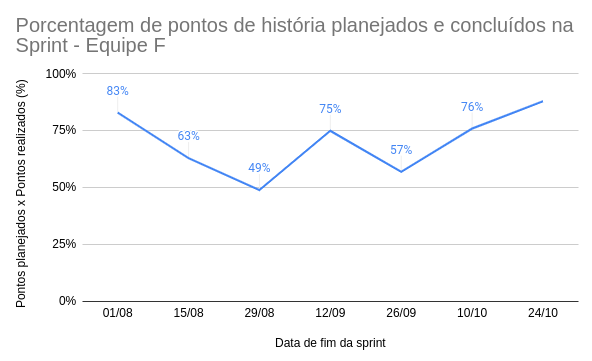 Porcentagem de pontos de história planejados e concluídos na
Sprint - Equipe F
Pontos planejados x Pontos realizados (%)
100%
75%
50%
25%
0%
83%
63%
49%
75%
57%
76%
01/08 15/08 29/08 12/09 26/09 10/10 24/10
Data de fim da sprint